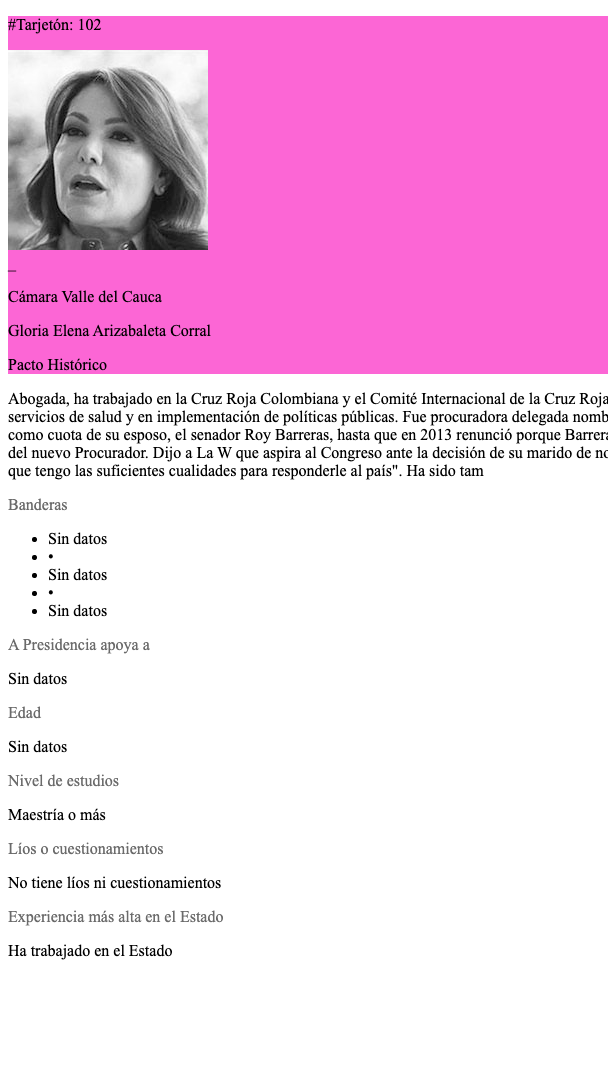 #Tarjetón: 102
_
Cámara Valle del Cauca
Gloria Elena Arizabaleta Corral
Pacto Histórico
Abogada, ha trabajado en la Cruz Roja Colombiana y el Comité Internacional de la Cruz Roja
servicios de salud y en implementación de políticas públicas. Fue procuradora delegada nomb
como cuota de su esposo, el senador Roy Barreras, hasta que en 2013 renunció porque Barrera
del nuevo Procurador. Dijo a La W que aspira al Congreso ante la decisión de su marido de no
que tengo las suficientes cualidades para responderle al país". Ha sido tam
Banderas
• Sin datos
• •
• Sin datos
• •
• Sin datos
A Presidencia apoya a
Sin datos
Edad
Sin datos
Nivel de estudios
Maestría o más
Líos o cuestionamientos
No tiene líos ni cuestionamientos
Experiencia más alta en el Estado
Ha trabajado en el Estado